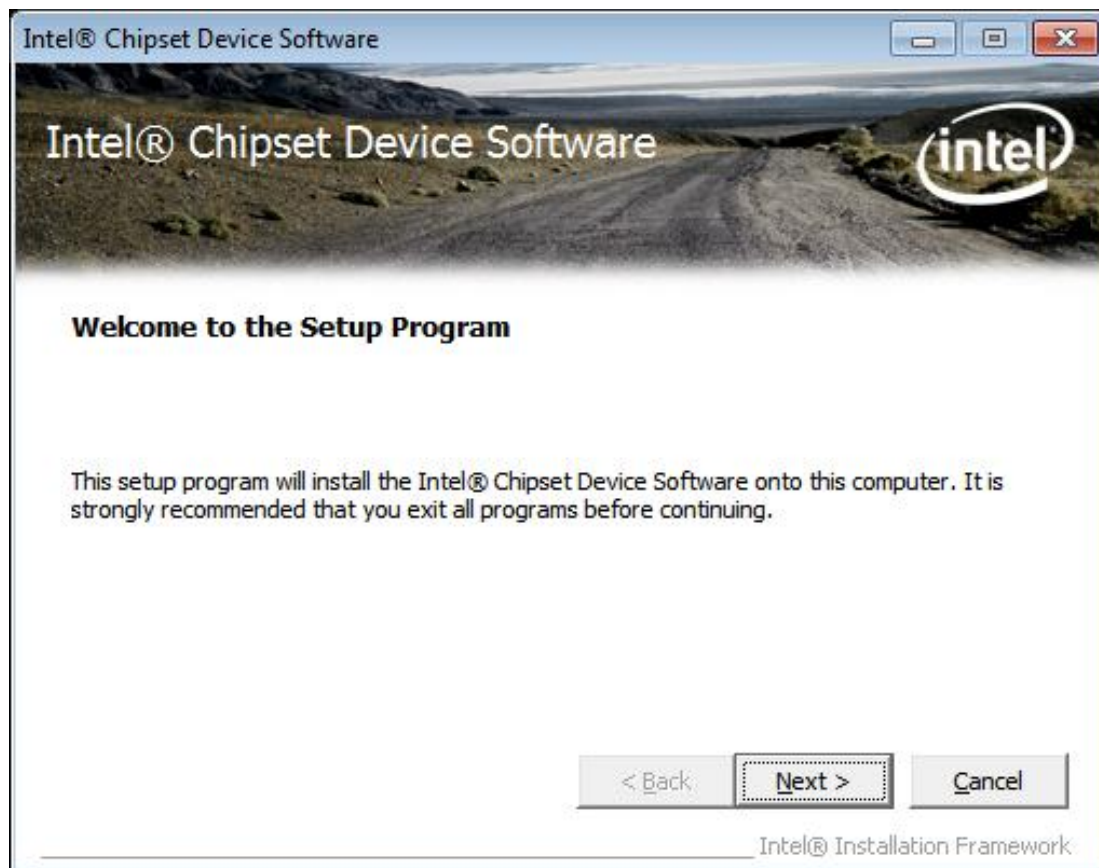 Intel® Chipset Device Software
Intel® Chipset Device Software
intel
Welcome to the Setup Program
This setup program will install the Intel® Chipset Device Software onto this computer. It is
strongly recommended that you exit all programs before continuing.
< Back Next > Cancel
Intel® Installation Framework